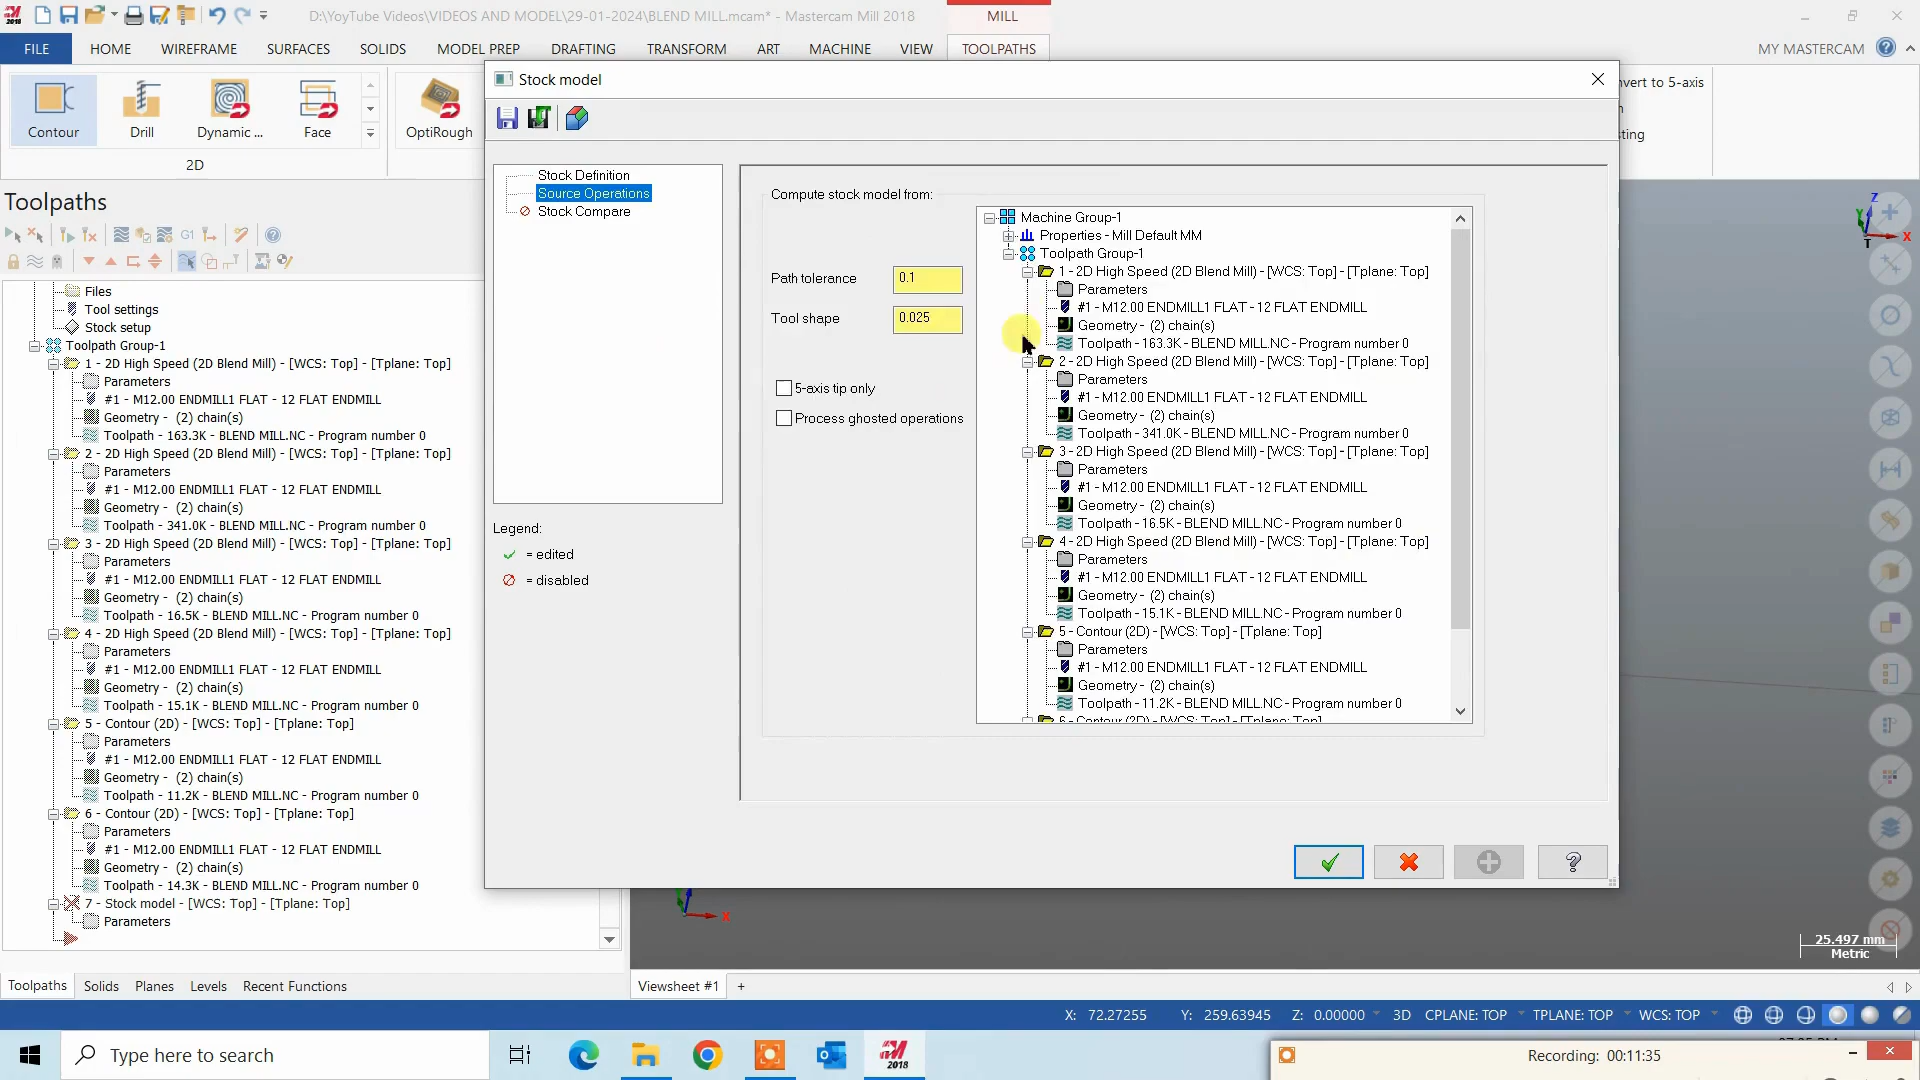 2018
D:\YouTube Videos\VIDEOS AND MODEL\29-01-2024\BLEND MILL.mcam* - Mastercam Mill 2018
MILL
FILE
HOME
WIREFRAME
SURFACES
SOLIDS
MODEL PREP
DRAFTING
TRANSFORM
ART
MACHINE
VIEW
TOOLPATHS
MY MASTERCAM
Contour
Drill
Dynamic ...
Face
OptiRough
2D
vert to 5-axis
sting
Toolpaths
G1
Files
Tool settings
Stock setup
Toolpath Group-1
1 - 2D High Speed (2D Blend Mill) - [WCS: Top] - [Tplane: Top]
Parameters
#1 - M12.00 ENDMILL1 FLAT - 12 FLAT ENDMILL
Geometry - (2) chain(s)
Toolpath - 163.3K - BLEND MILL.NC - Program number 0
2 - 2D High Speed (2D Blend Mill) - [WCS: Top] - [Tplane: Top]
Parameters
#1 - M12.00 ENDMILL1 FLAT - 12 FLAT ENDMILL
Geometry - (2) chain(s)
Toolpath - 341.0K - BLEND MILL.NC - Program number 0
3 - 2D High Speed (2D Blend Mill) - [WCS: Top] - [Tplane: Top]
Parameters
#1 - M12.00 ENDMILL1 FLAT - 12 FLAT ENDMILL
Geometry - (2) chain(s)
Toolpath - 16.5K - BLEND MILL.NC - Program number 0
4 - 2D High Speed (2D Blend Mill) - [WCS: Top] - [Tplane: Top]
Parameters
#1 - M12.00 ENDMILL1 FLAT - 12 FLAT ENDMILL
Geometry - (2) chain(s)
Toolpath - 15.1K - BLEND MILL.NC - Program number 0
5 - Contour (2D) - [WCS: Top] - [Tplane: Top]
Parameters
#1 - M12.00 ENDMILL1 FLAT - 12 FLAT ENDMILL
Geometry - (2) chain(s)
Toolpath - 11.2K - BLEND MILL.NC - Program number 0
6 - Contour (2D) - [WCS: Top] - [Tplane: Top]
Parameters
#1 - M12.00 ENDMILL1 FLAT - 12 FLAT ENDMILL
Geometry - (2) chain(s)
Toolpath - 14.3K - BLEND MILL.NC - Program number 0
7 - Stock model - [WCS: Top] - [Tplane: Top]
Parameters
Stock model
Stock Definition
Source Operations
Stock Compare
Legend:
= edited
= disabled
Compute stock model from:
Path tolerance
0.1
Tool shape
0.025
5-axis tip only
Process ghosted operations
Machine Group-1
Properties - Mill Default MM
Toolpath Group-1
1 - 2D High Speed (2D Blend Mill) - [WCS: Top] - [Tplane: Top]
Parameters
#1 - M12.00 ENDMILL1 FLAT - 12 FLAT ENDMILL
Geometry - (2) chain(s)
Toolpath - 163.3K - BLEND MILL.NC - Program number 0
2 - 2D High Speed (2D Blend Mill) - [WCS: Top] - [Tplane: Top]
Parameters
#1 - M12.00 ENDMILL1 FLAT - 12 FLAT ENDMILL
Geometry - (2) chain(s)
Toolpath - 341.0K - BLEND MILL.NC - Program number 0
3 - 2D High Speed (2D Blend Mill) - [WCS: Top] - [Tplane: Top]
Parameters
#1 - M12.00 ENDMILL1 FLAT - 12 FLAT ENDMILL
Geometry - (2) chain(s)
Toolpath - 16.5K - BLEND MILL.NC - Program number 0
4 - 2D High Speed (2D Blend Mill) - [WCS: Top] - [Tplane: Top]
Parameters
#1 - M12.00 ENDMILL1 FLAT - 12 FLAT ENDMILL
Geometry - (2) chain(s)
Toolpath - 15.1K - BLEND MILL.NC - Program number 0
5 - Contour (2D) - [WCS: Top] - [Tplane: Top]
Parameters
#1 - M12.00 ENDMILL1 FLAT - 12 FLAT ENDMILL
Geometry - (2) chain(s)
Toolpath - 11.2K - BLEND MILL.NC - Program number 0
6 - Contour (2D) - [WCS: Top] - [Tplane: Top]
Z
Y
X
T
X
25.497 mm
Metric
Toolpaths
Solids
Planes
Levels
Recent Functions
Viewsheet #1
+
X: 72.27255
Y: 259.63945
Z: 0.00000
3D
CPLANE: TOP
TPLANE: TOP
WCS: TOP
Type here to search
2018
Recording: 00:11:35